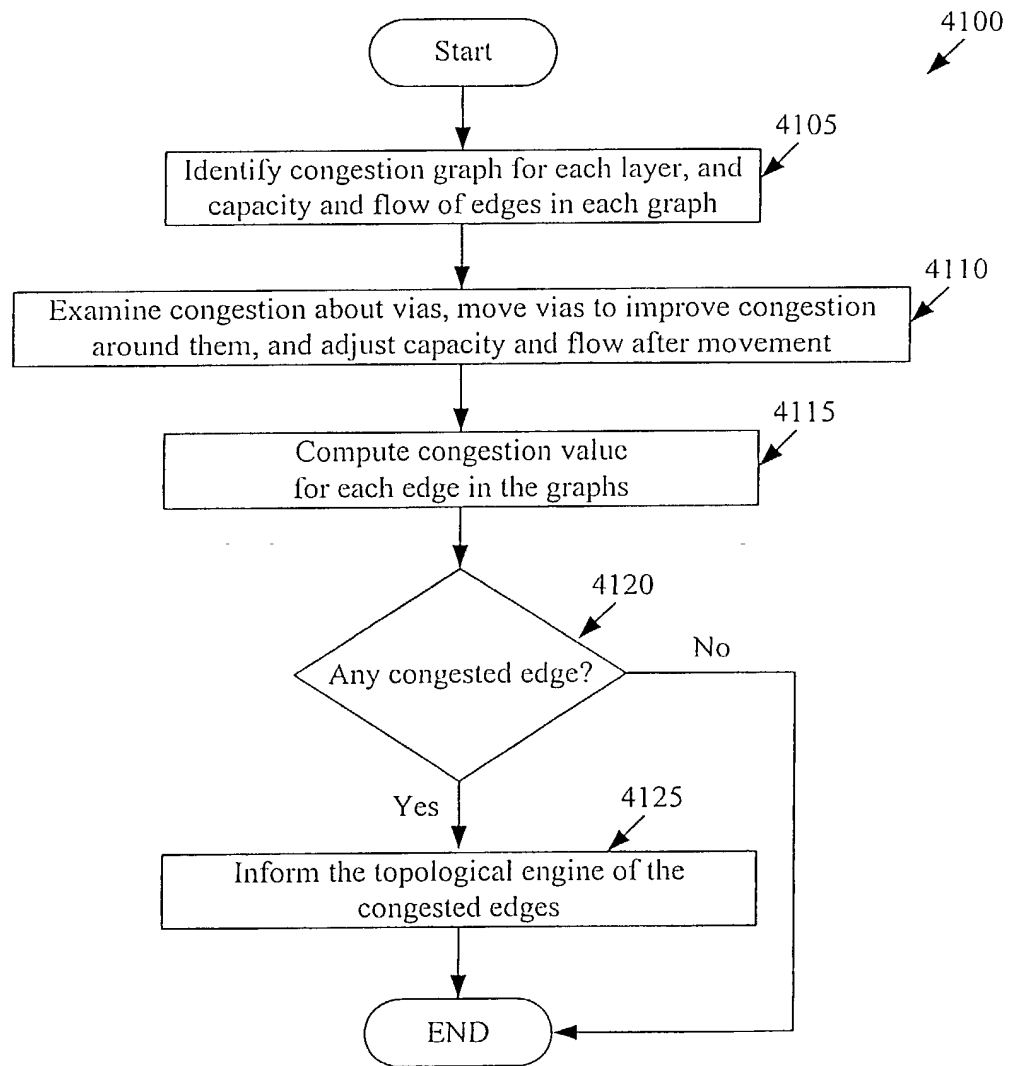 4100
Start
4105
Identify congestion graph for each layer, and
capacity and flow of edges in each graph
4110
Examine congestion about vias, move vias to improve congestion
around them, and adjust capacity and flow after movement
4115
Compute congestion value
for each edge in the graphs
4120
Any congested edge?
No
Yes
4125
Inform the topological engine of the
congested edges
END